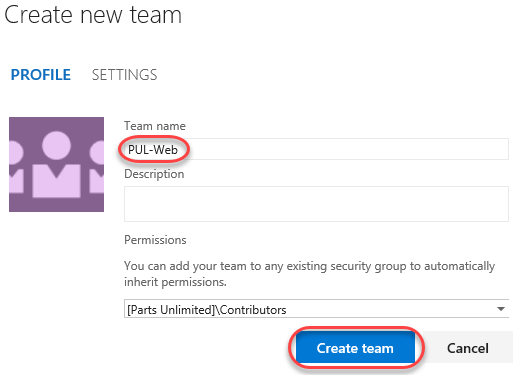 Create new team
PROFILE SETTINGS
Team name
PUL-Web
Description
Permissions
You can add your team to any existing security group to automatically
inherit permissions.
[Parts Unlimited]\Contributors
Create team Cancel